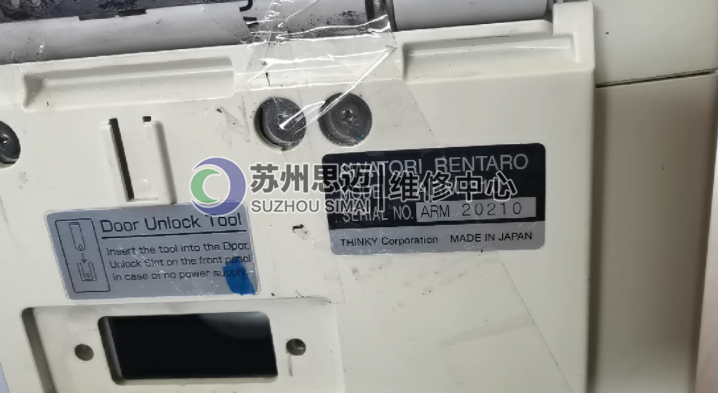 苏州思迈维修中心
SUZHOU SIMAI
RENTARO
SERIAL NO. ARM 20210
THINKY Corporation MADE IN JAPAN
Door Unlock Tool
Insert the tool into the Door
Unlock Slot on the front panel
in case of no power supply.